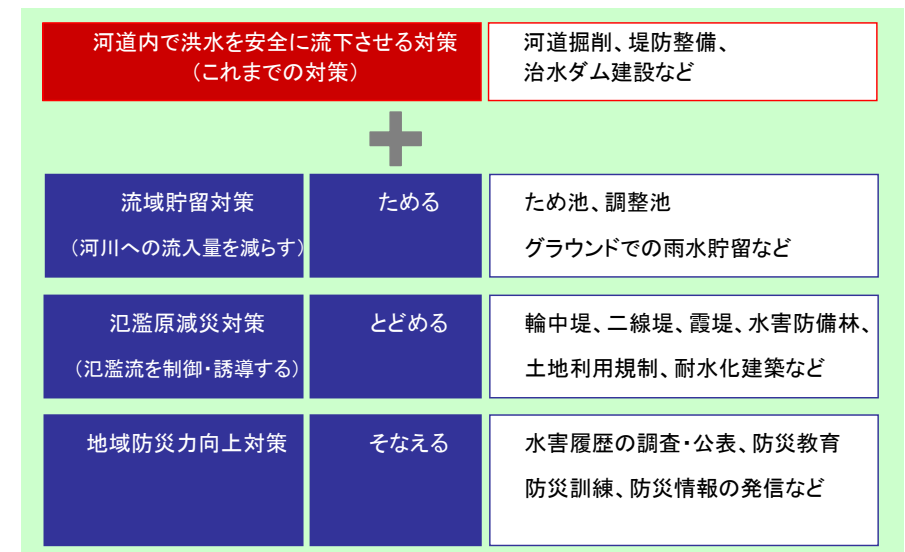 河道内で洪水を安全に流下させる対策
(これまでの対策)
河道掘削、堤防整備、
治水ダム建設など
流域貯留対策
(河川への流入量を減らす)
ためる
ため池、調整池
グラウンドでの雨水貯留など
氾濫原減災対策
(氾濫流を制御・誘導する)
とどめる
輪中堤、二線堤、霞堤、水害防備林、
土地利用規制、耐水化建築など
地域防災力向上対策
そなえる
水害履歴の調査・公表、防災教育
防災訓練、防災情報の発信など